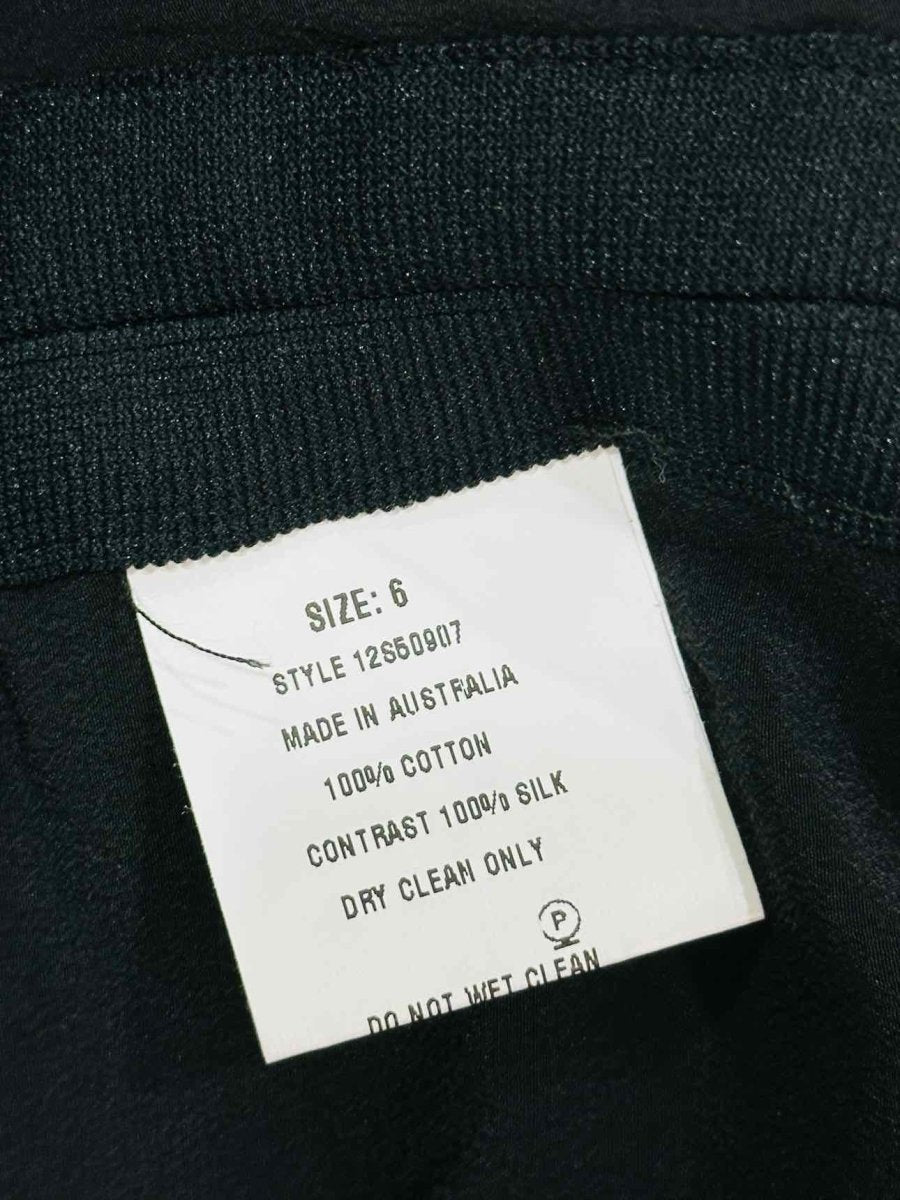 SIZE: 6
STYLE 12S50907
MADE IN AUSTRALIA
100% COTTON
CONTRAST 100% SILK
DRY CLEAN ONLY
P
DO NOT WET CLEAN